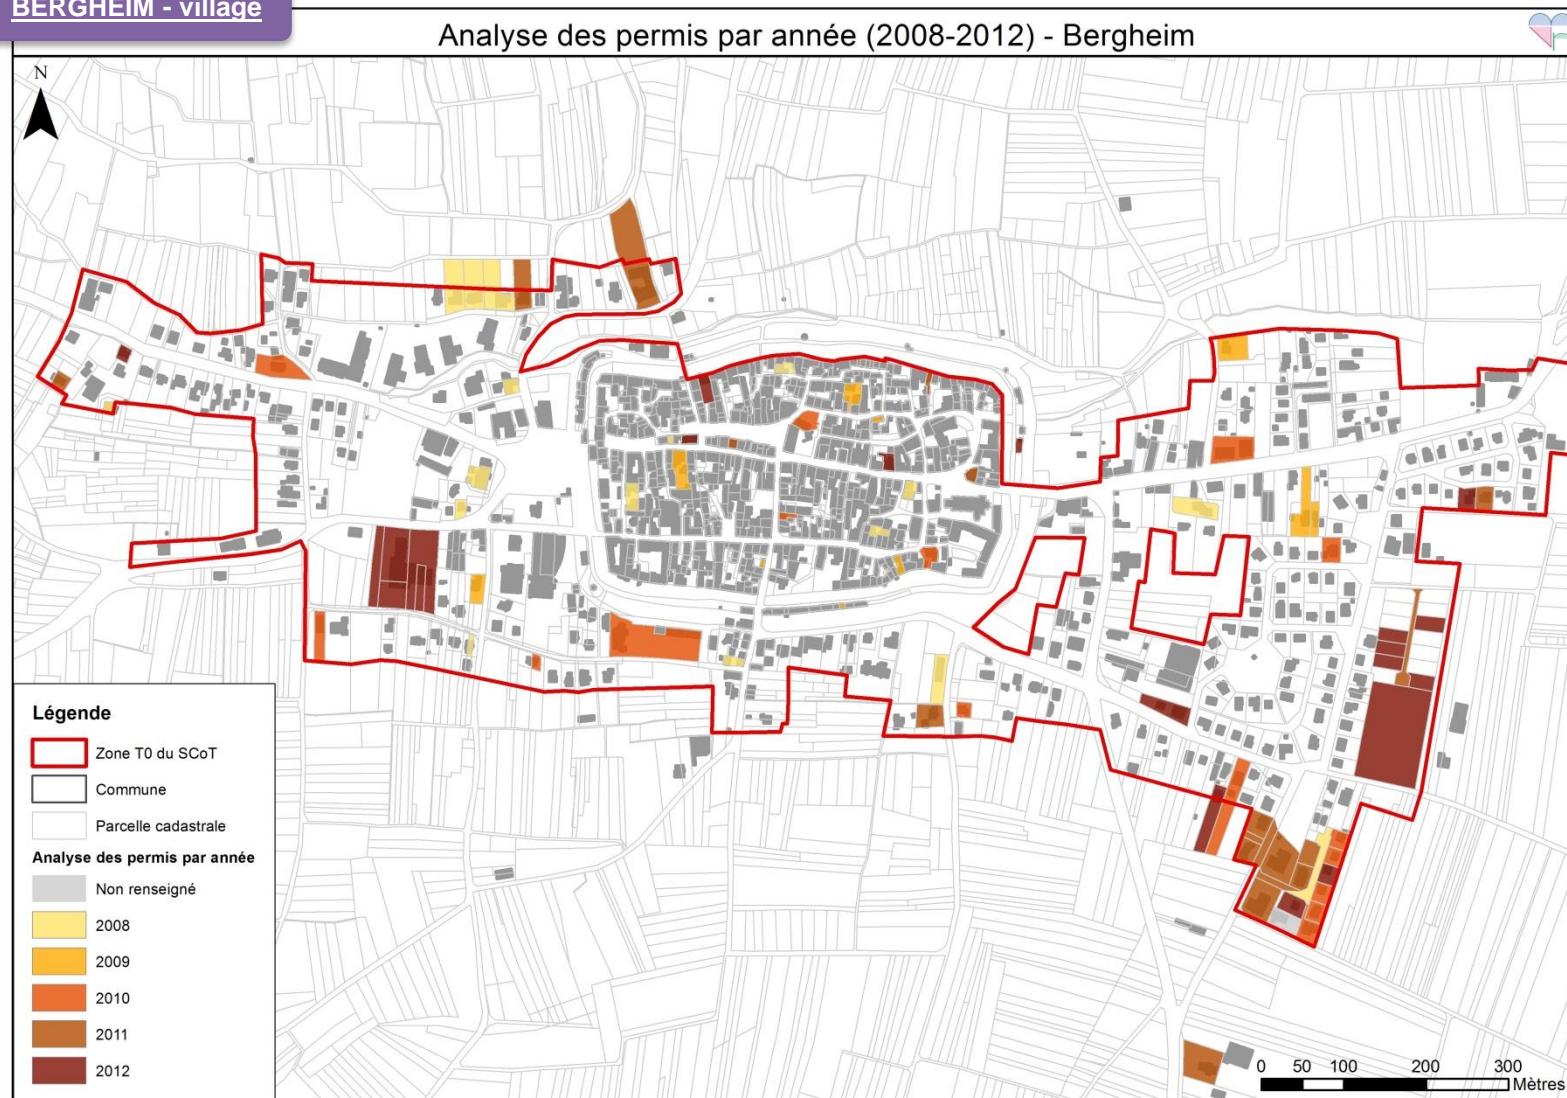 BERGHEIM - village
Analyse des permis par année (2008-2012) - Bergheim
N
Légende
Zone T0 du SCoT
Commune
Parcelle cadastrale
Analyse des permis par année
Non renseigné
2008
2009
2010
2011
2012
0 50 100 200 300
Mètres